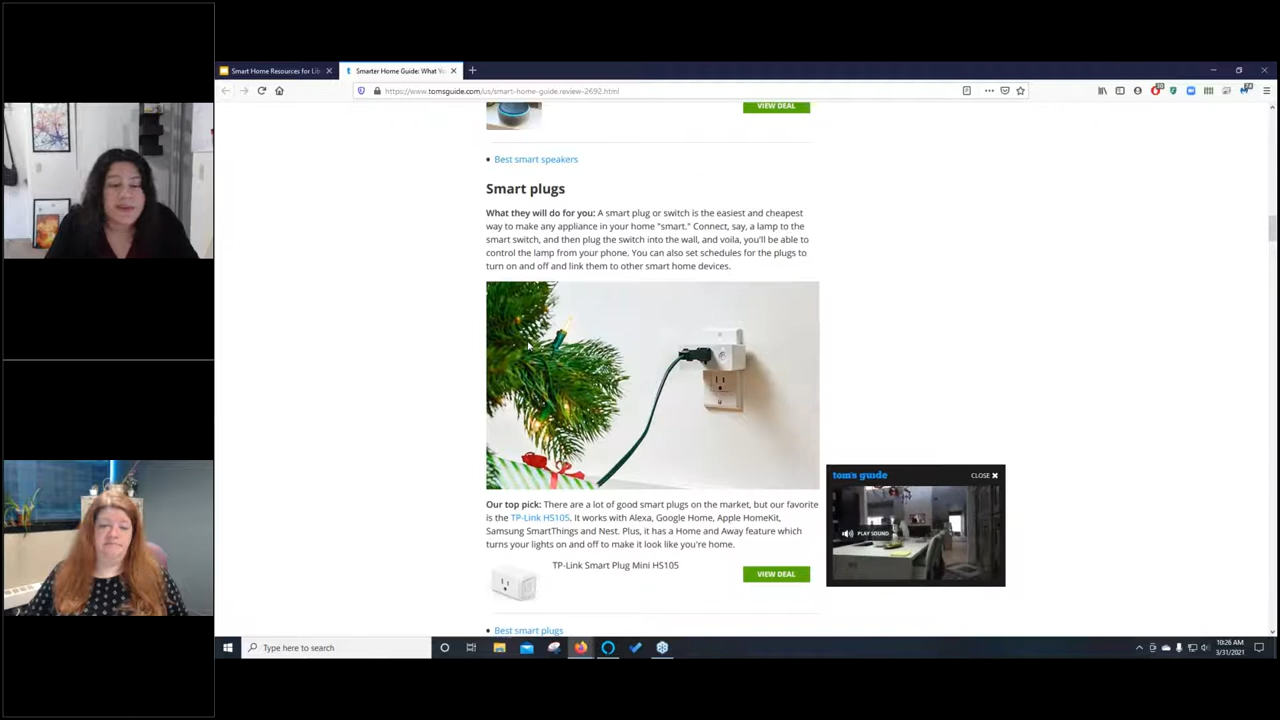 Smart Home Resources for Lib
Smarter Home Guide: What Yo
https://www.tomsguide.com/us/smart-home-guide,review-2692.html
VIEW DEAL
Best smart speakers
Smart plugs
What they will do for you: A smart plug or switch is the easiest and cheapest
way to make any appliance in your home "smart." Connect, say, a lamp to the
smart switch, and then plug the switch into the wall, and voila, you'll be able to
control the lamp from your phone. You can also set schedules for the plugs to
turn on and off and link them to other smart home devices.
tom's guide
CLOSE
PLAY SOUND
Our top pick: There are a lot of good smart plugs on the market, but our favorite
is the TP-Link HS105. It works with Alexa, Google Home, Apple HomeKit,
Samsung SmartThings and Nest. Plus, it has a Home and Away feature which
turns your lights on and off to make it look like you're home.
TP-Link Smart Plug Mini HS105
VIEW DEAL
Best smart plugs
Type here to search
10:26 AM
3/31/2021